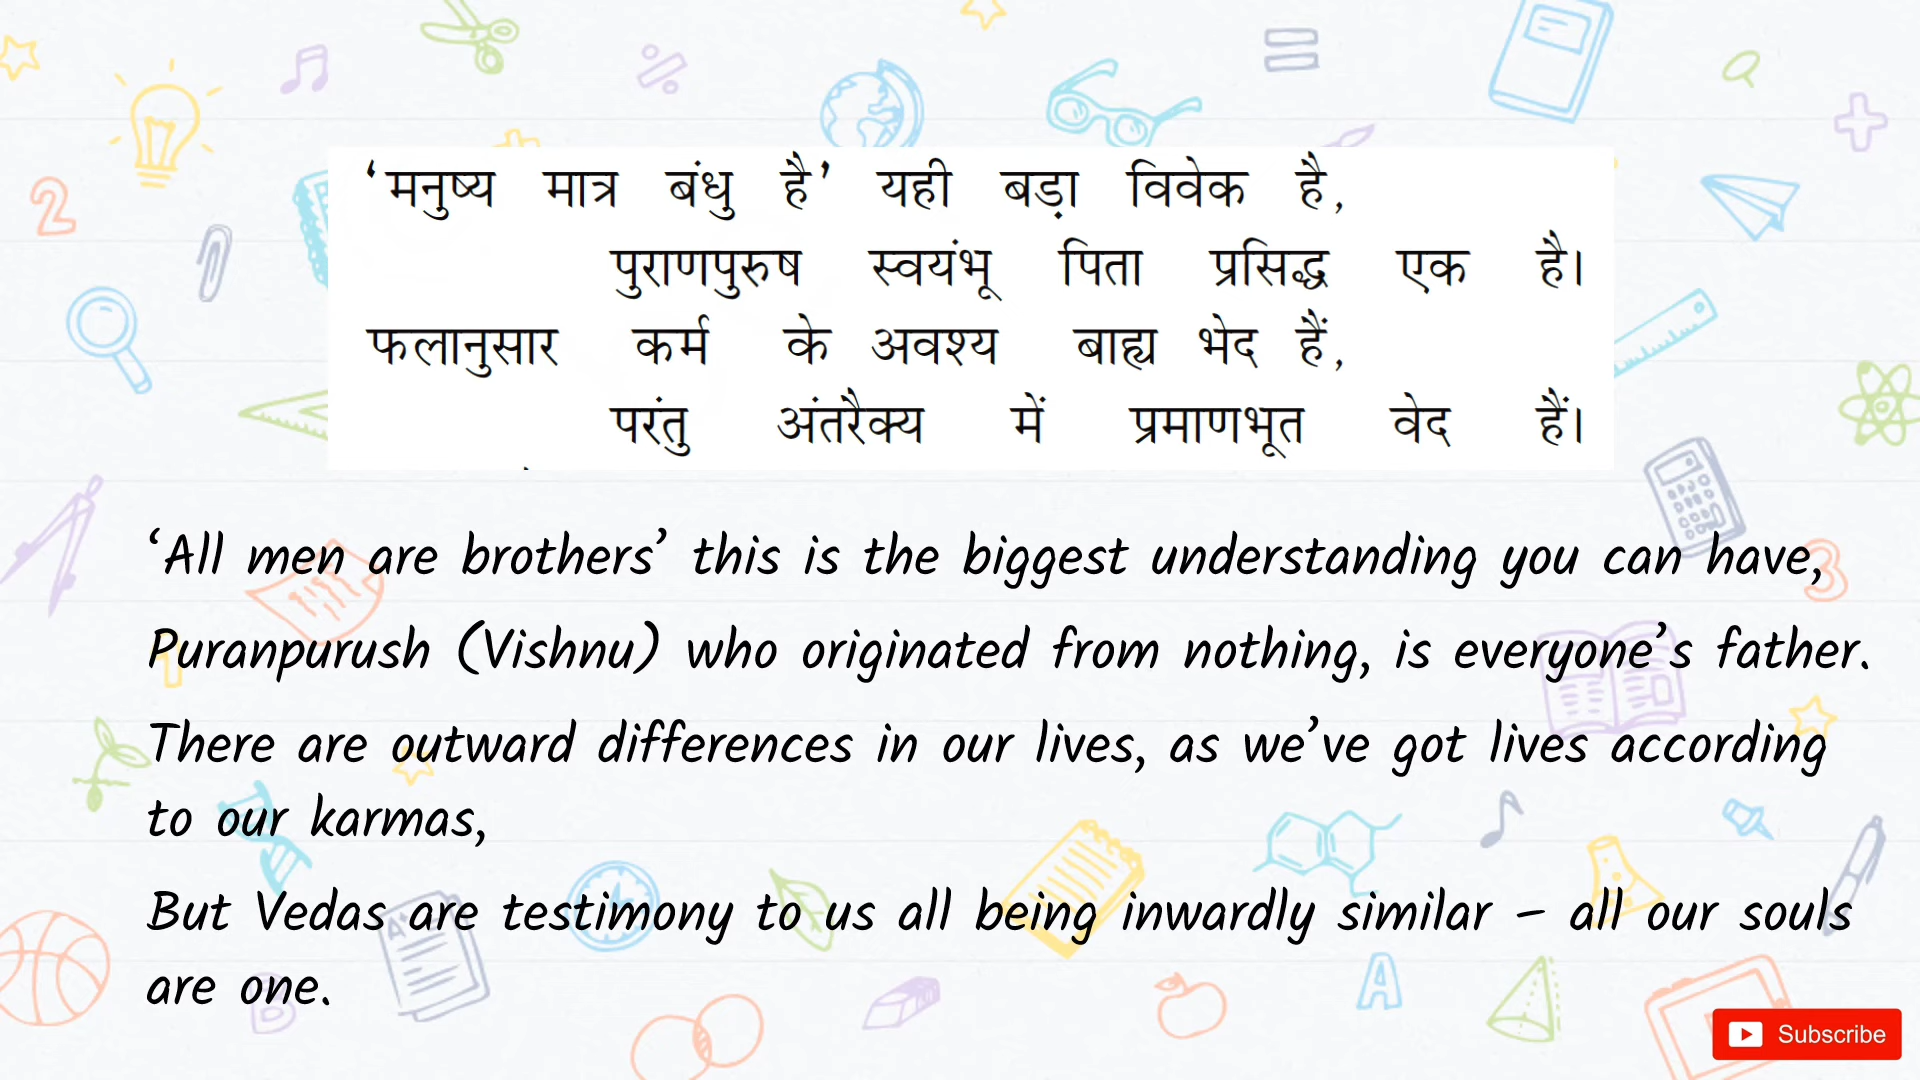 ‘मनुष्य मात्र बंधु है’ यही बड़ा विवेक है,
पुराणपुरुष स्वयंभू पिता प्रसिद्ध एक है।
फलानुसार कर्म के अवश्य बाह्य भेद हैं,
परंतु अंतरैक्य में प्रमाणभूत वेद हैं।
‘All men are brothers’ this is the biggest understanding you can have,
Puranpurush (Vishnu) who originated from nothing, is everyone’s father.
There are outward differences in our lives, as we’ve got lives according
to our karmas,
But Vedas are testimony to us all being inwardly similar – all our souls
are one.
Subscribe